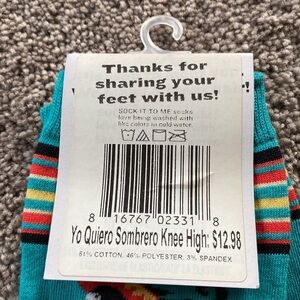 Thanks for
sharing your
feet with us!
SOCK IT TO ME socks
love being washed with
like colors in cold water.
8 16767 02331 8
Yo Quiero Sombrero Knee High: $12.98
51% COTTON, 46% POLYESTER, 3% SPANDEX